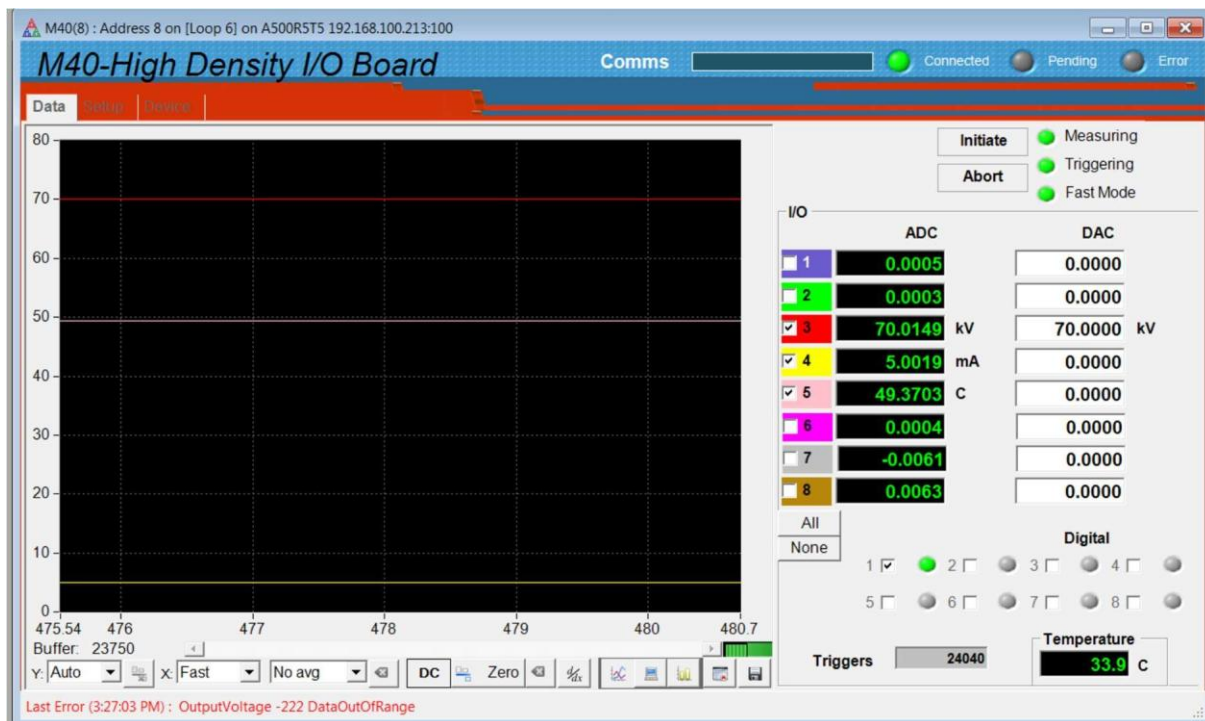 M40(8) : Address 8 on [Loop 6] on A500R5T5 192.168.100.213:100
M40-High Density I/O Board
Comms
Connected
Pending
Error
Data
Setup
Device
80
70
60
50
40
30
20
10
0
475.54
476
477
478
479
480
480.7
Buffer: 23750
Y: Auto
X: Fast
No avg
DC
Zero
d/dx
Initiate
Abort
Measuring
Triggering
Fast Mode
I/O
ADC DAC
1 0.0005 0.0000
2 0.0003 0.0000
3 70.0149 kV 70.0000 kV
4 5.0019 mA 0.0000
5 49.3703 C 0.0000
6 0.0004 0.0000
7 -0.0061 0.0000
8 0.0063 0.0000
All
None
Digital
1 2 3 4
5 6 7 8
Triggers 24040
Temperature
33.9 C
Last Error (3:27:03 PM) : OutputVoltage -222 DataOutOfRange